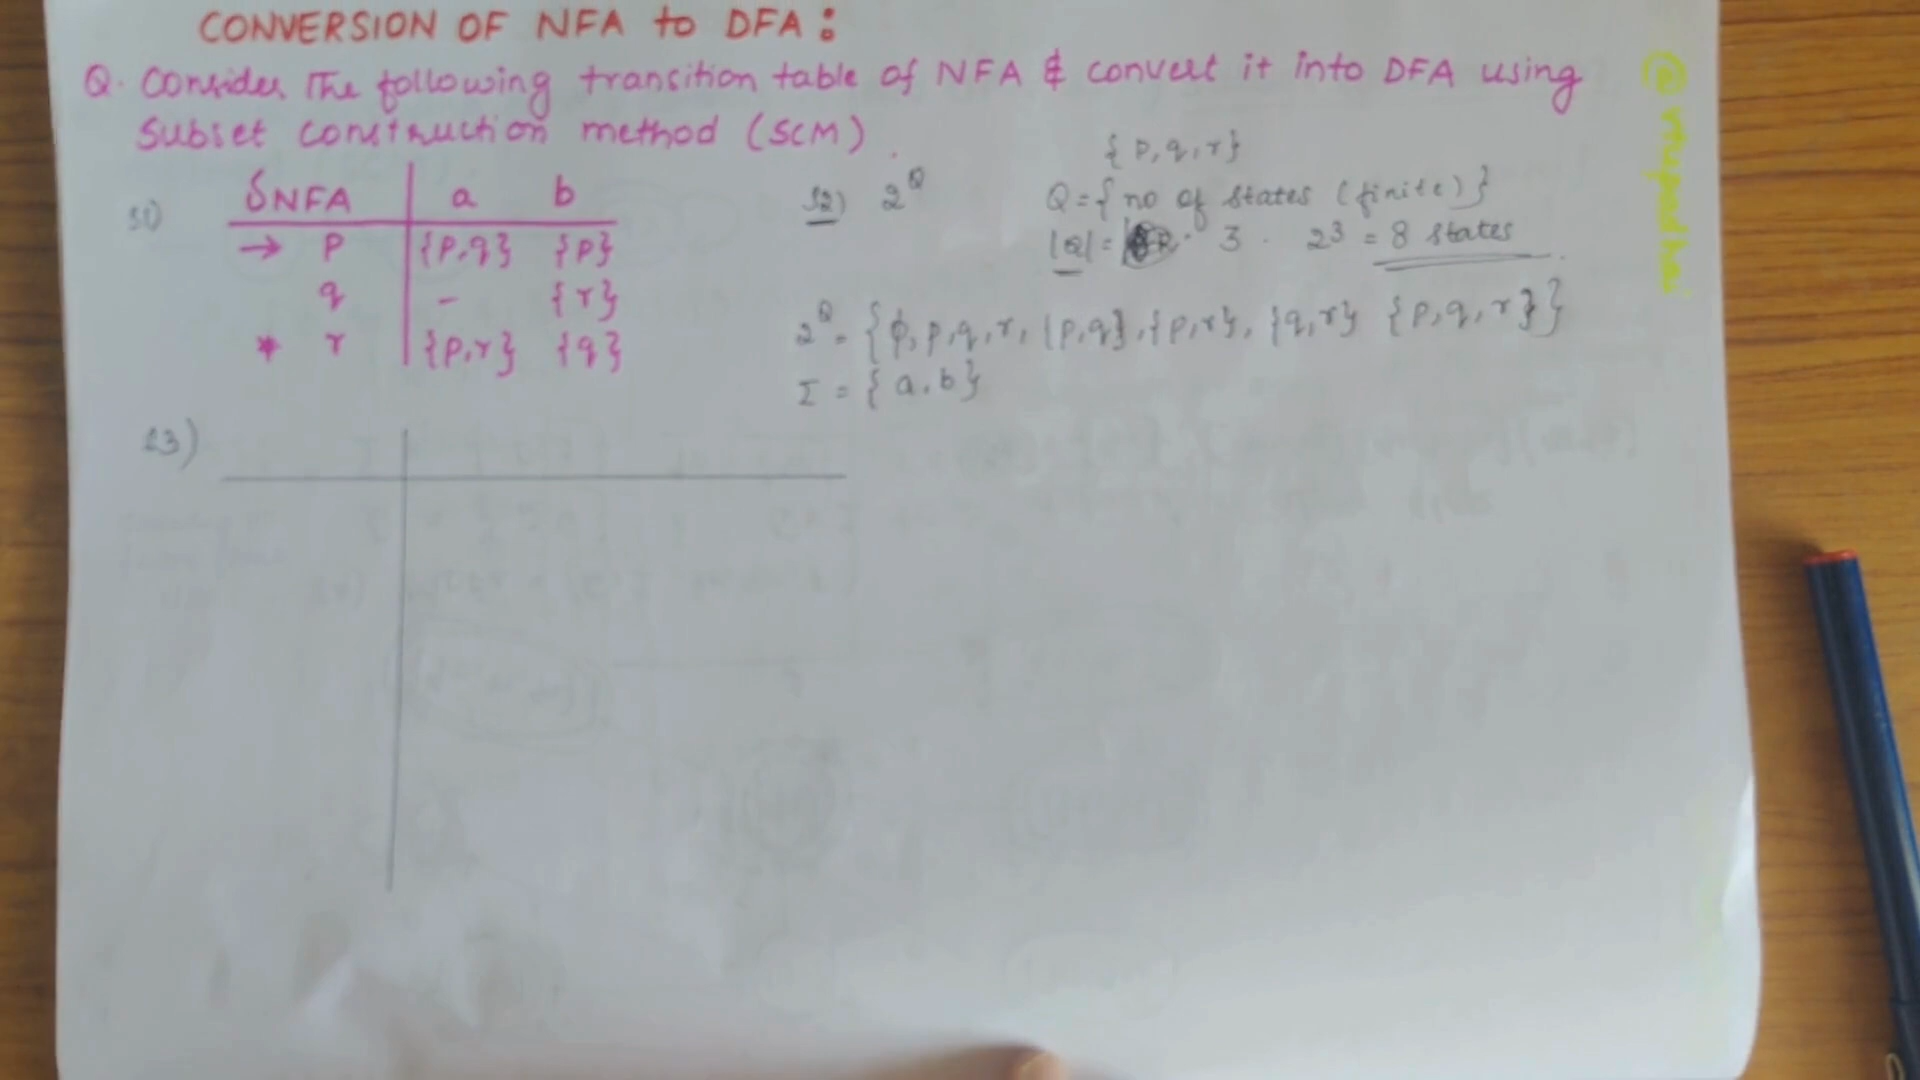 CONVERSION OF NFA to DFA :
Q. Consider The following transition table of NFA & convert it into DFA using
Subset construction method (SCM).
S1)
δNFA a b
→ p {p,q} {p}
q - {r}
* r {p,r} {q}
S2) 2^Q
{p,q,r}
Q = {no of states (finite)}
|Q| = 3. 2^3 = 8 states
2^Q = {ϕ, p, q, r, {p,q}, {p,r}, {q,r} {p,q,r}}
Σ = {a, b}
S3)
@vtupadhai